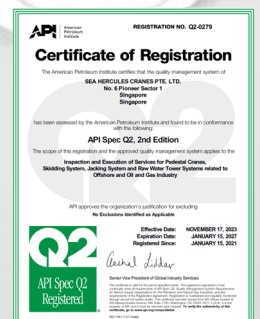 API
American
Petroleum
Institute
REGISTRATION NO. Q2-0279
Certificate of Registration
The American Petroleum Institute certifies that the quality management system of
SEA HERCULES CRANES PTE. LTD.
No. 6 Pioneer Sector 1
Singapore
Singapore
has been assessed by the American Petroleum Institute and found to be in conformance
with the following:
API Spec Q2, 2nd Edition
The scope of this registration and the approved quality management system applies to the
Inspection and Execution of Services for Pedestal Cranes,
Skidding System, Jacking System and Raw Water Tower Systems related to
Offshore and Oil and Gas Industry
API approves the organization's justification for excluding
No Exclusions Identified as Applicable
Effective Date: NOVEMBER 17, 2023
Expiration Date: JANUARY 15, 2027
Registered Since: JANUARY 15, 2021
Q2
API Spec Q2
Registered
Senior Vice President of Global Industry Services